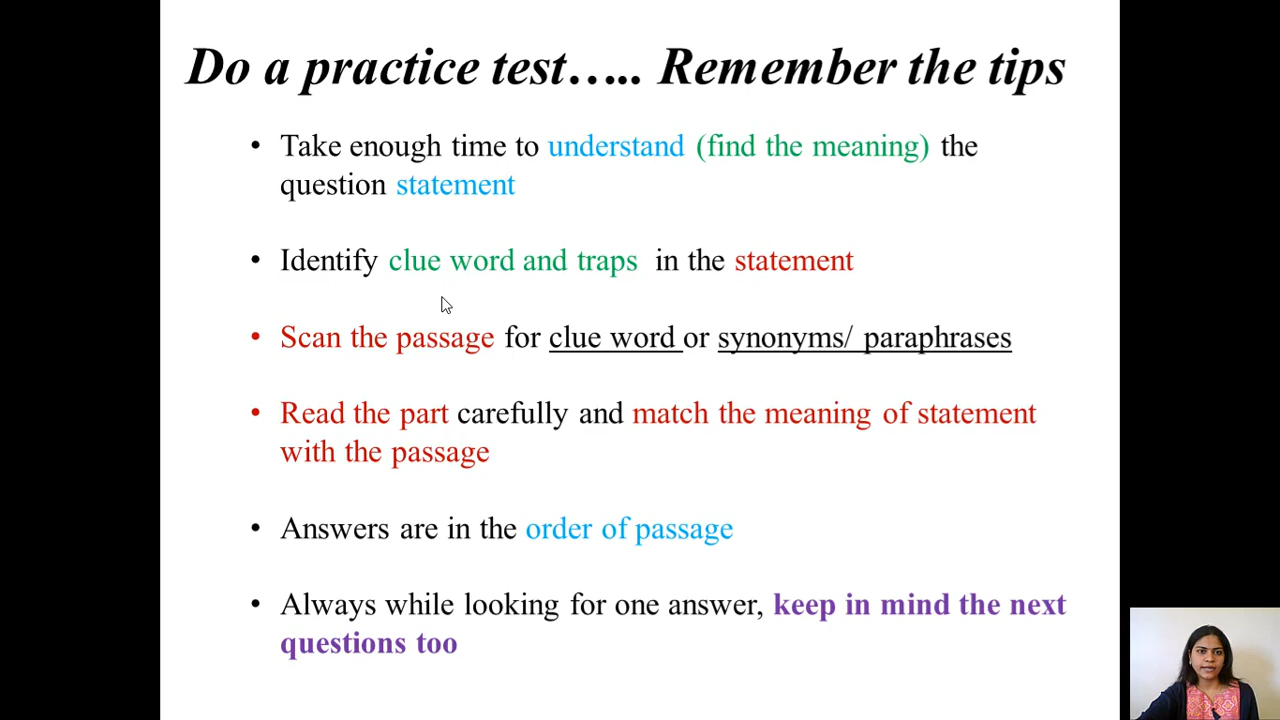 Do a practice test….. Remember the tips
• Take enough time to understand (find the meaning) the
question statement
• Identify clue word and traps in the statement
• Scan the passage for clue word or synonyms/ paraphrases
• Read the part carefully and match the meaning of statement
with the passage
• Answers are in the order of passage
• Always while looking for one answer, keep in mind the next
questions too